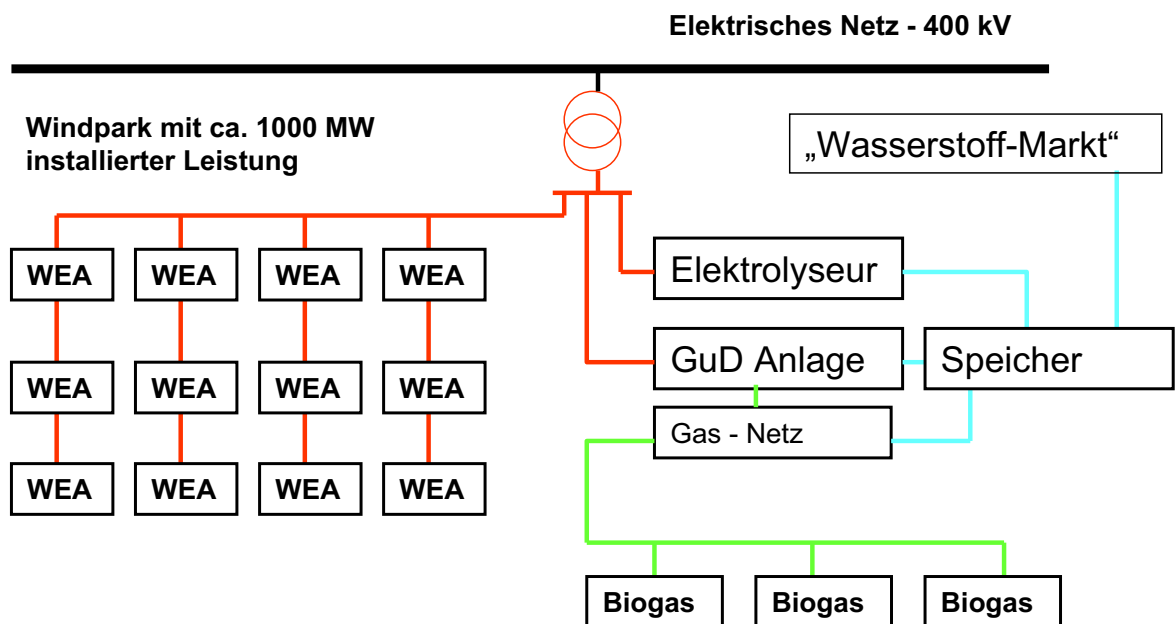 Elektrisches Netz - 400 kV
Windpark mit ca. 1000 MW
installierter Leistung
„Wasserstoff-Markt“
WEA WEA WEA WEA
Elektrolyseur
GuD Anlage
Speicher
WEA WEA WEA WEA
Gas - Netz
WEA WEA WEA WEA
Biogas Biogas Biogas